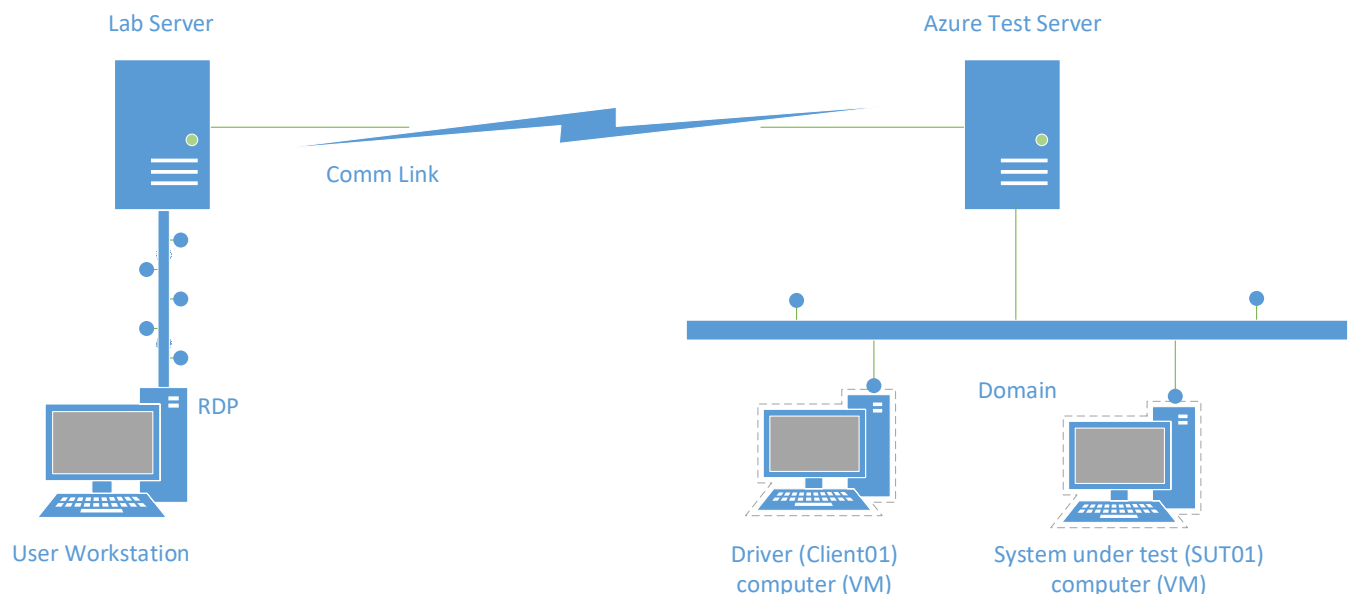 Lab Server
Azure Test Server
Comm Link
RDP
Domain
User Workstation
Driver (Client01)
computer (VM)
System under test (SUT01)
computer (VM)